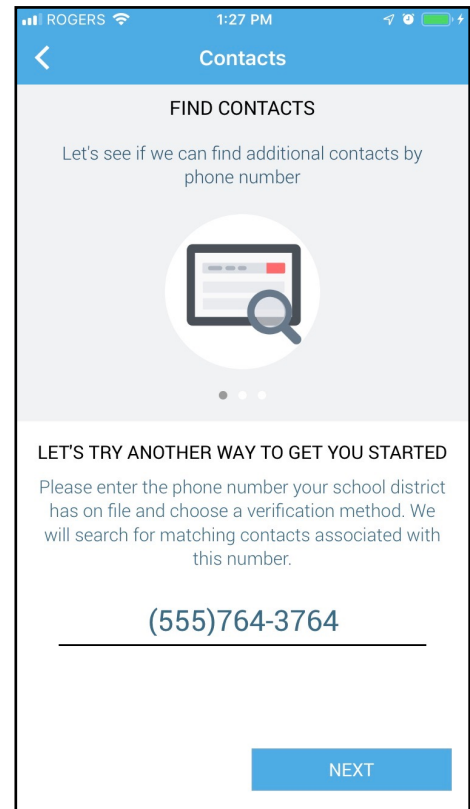 ROGERS 1:27 PM
Contacts
FIND CONTACTS
Let's see if we can find additional contacts by
phone number
LET'S TRY ANOTHER WAY TO GET YOU STARTED
Please enter the phone number your school district
has on file and choose a verification method. We
will search for matching contacts associated with
this number.
(555)764-3764
NEXT